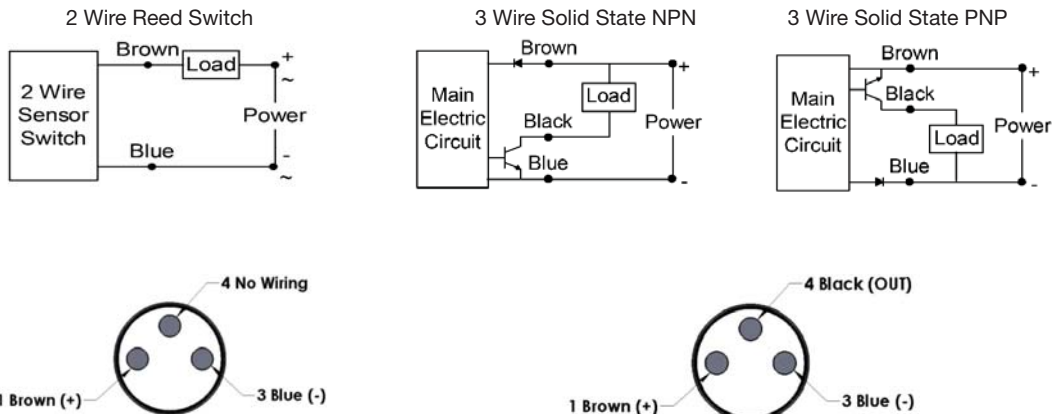 2 Wire Reed Switch
Brown
Load
+
~
2 Wire
Sensor
Switch
Power
Blue
-
~
3 Wire Solid State NPN
Brown
+
Main
Electric
Circuit
Load
Black
Power
Blue
-
3 Wire Solid State PNP
Brown
+
Main
Electric
Circuit
Black
Load
Power
Blue
-
4 No Wiring
1 Brown (+)
3 Blue (-)
4 Black (OUT)
1 Brown (+)
3 Blue (-)